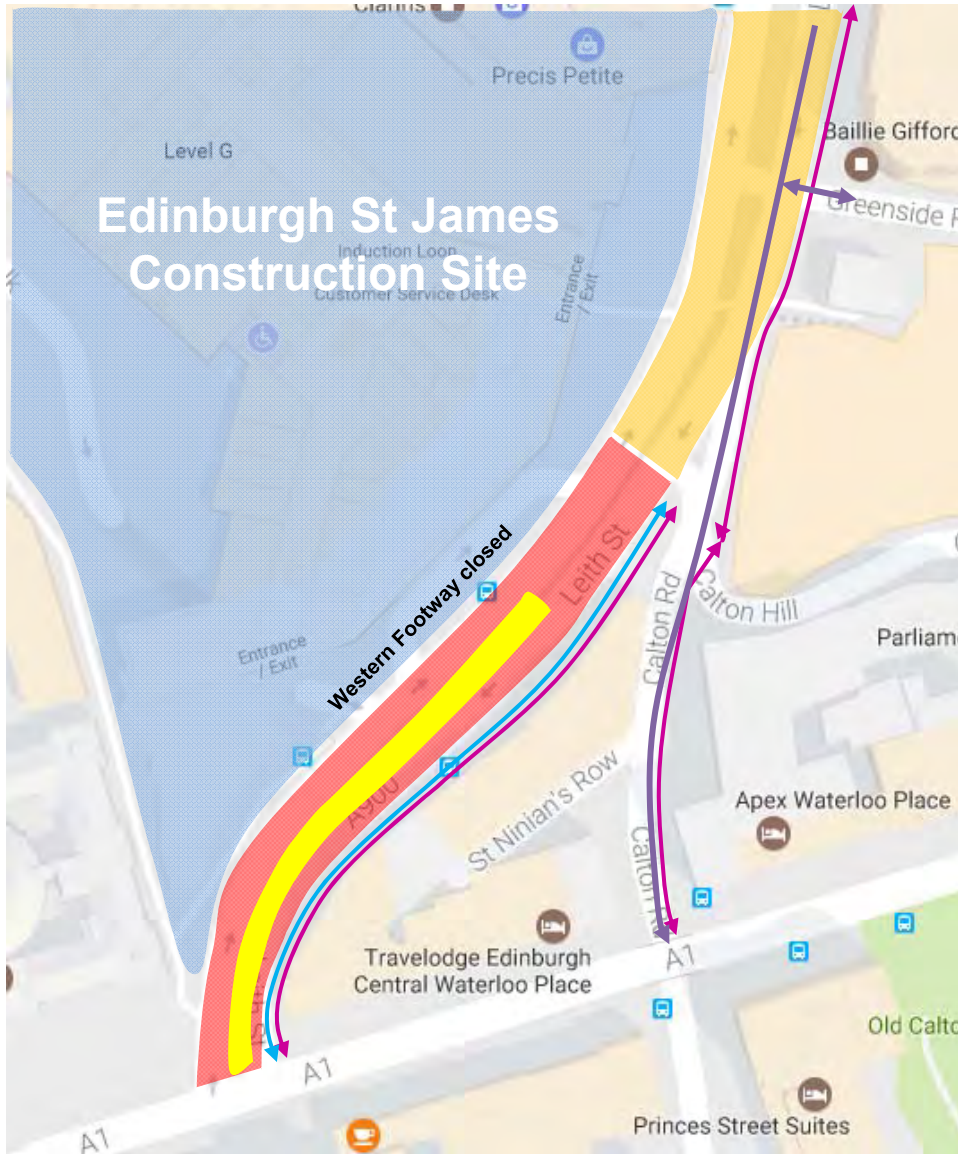 Precis Petite
Baillie Gifford
Level G
Edinburgh St James
Construction Site
Induction Loop
Customer Service Desk
Entrance
/ Exit
Western Footway closed
Leith St
Calton Rd
Calton Hill
Entrance
/ Exit
Parliam
A900
St Ninian's Row
Apex Waterloo Place
Travelodge Edinburgh
Central Waterloo Place
A1
Old Calto
A1
Princes Street Suites
A1